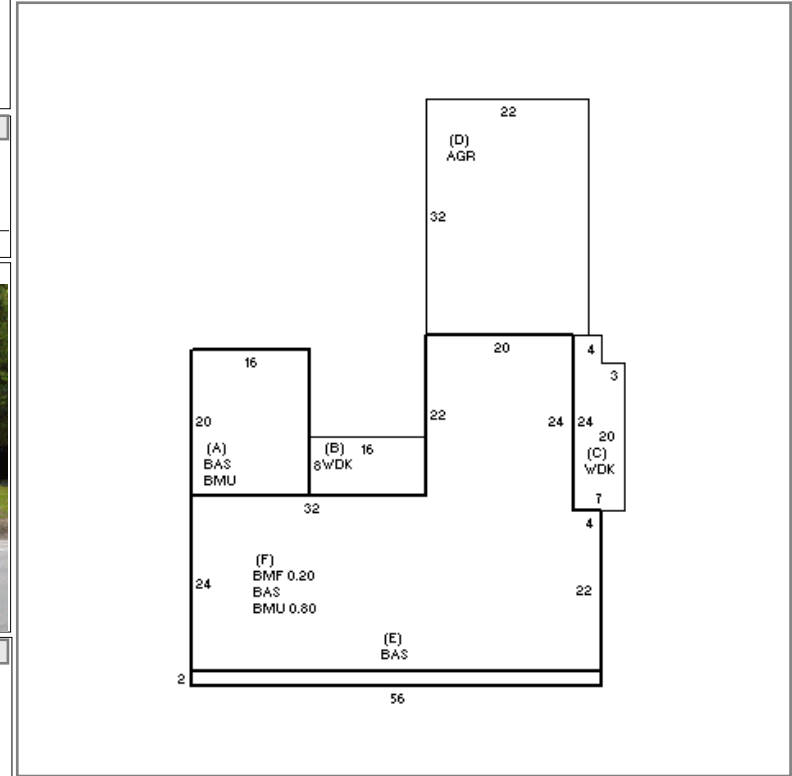 22
(D)
AGR
32
20
4
16
3
20
22
24
24
20
(A)
BAS
BMU
(B) 16
8WDK
(C)
WDK
7
32
4
(F)
BMF 0.20
BAS
BMU 0.80
24
22
(E)
BAS
2
56